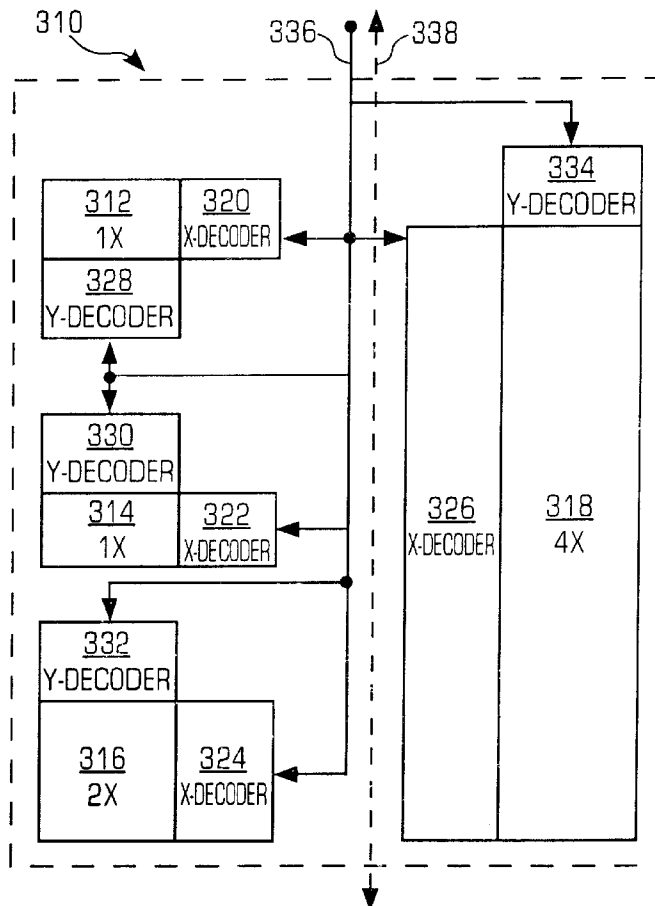 310
336
338
312
1X
320
X-DECODER
328
Y-DECODER
334
Y-DECODER
330
Y-DECODER
314
1X
322
X-DECODER
326
X-DECODER
318
4X
332
Y-DECODER
316
2X
324
X-DECODER